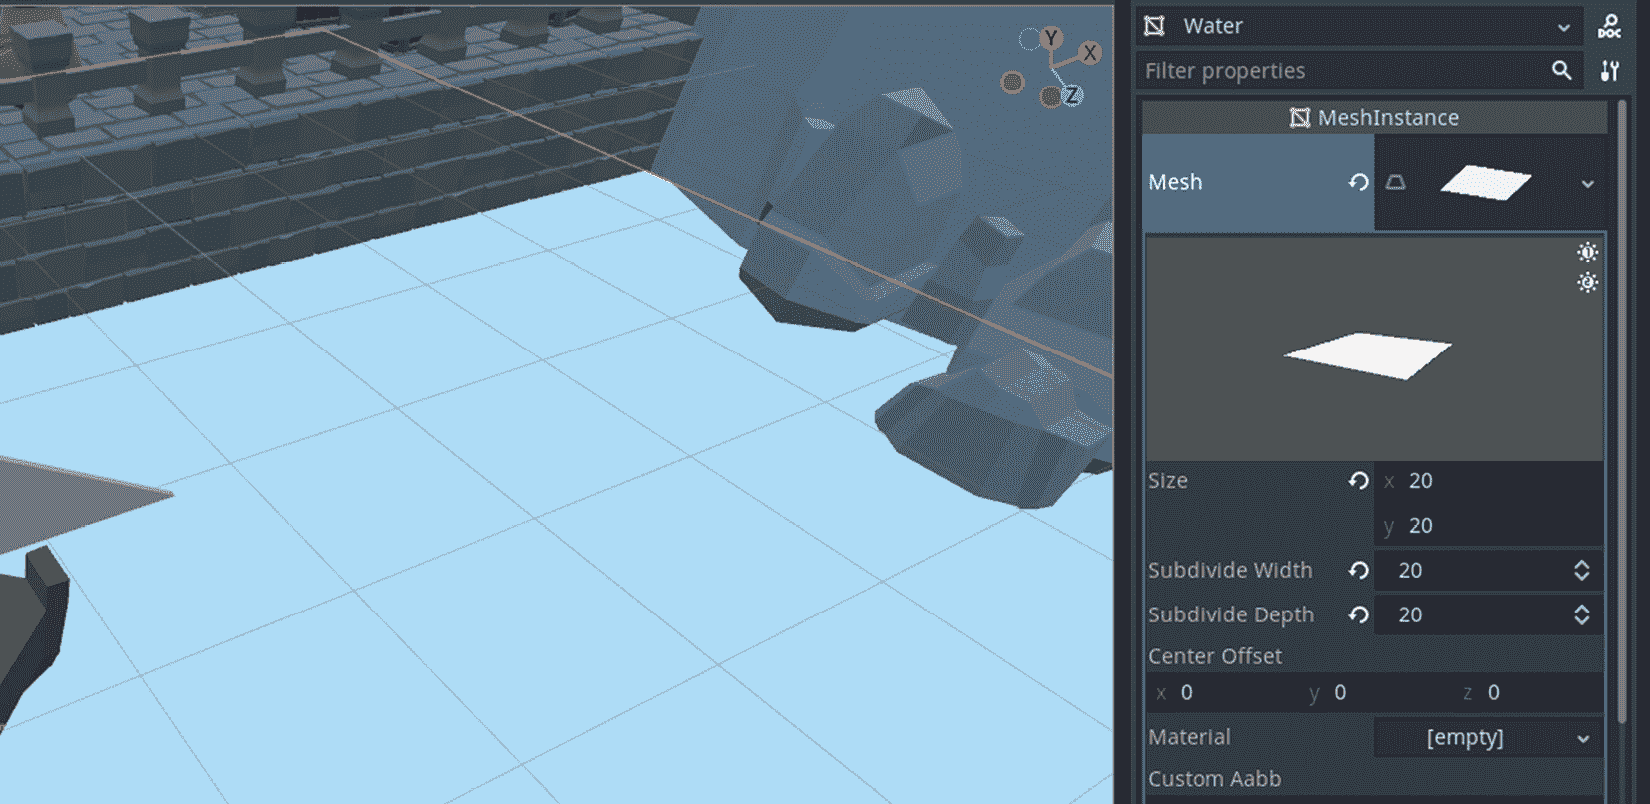 Y
X
Z
Water
DOC
Filter properties
MeshInstance
Mesh
Size
x 20
y 20
Subdivide Width 20
Subdivide Depth 20
Center Offset
x 0 y 0 z 0
Material [empty]
Custom Aabb